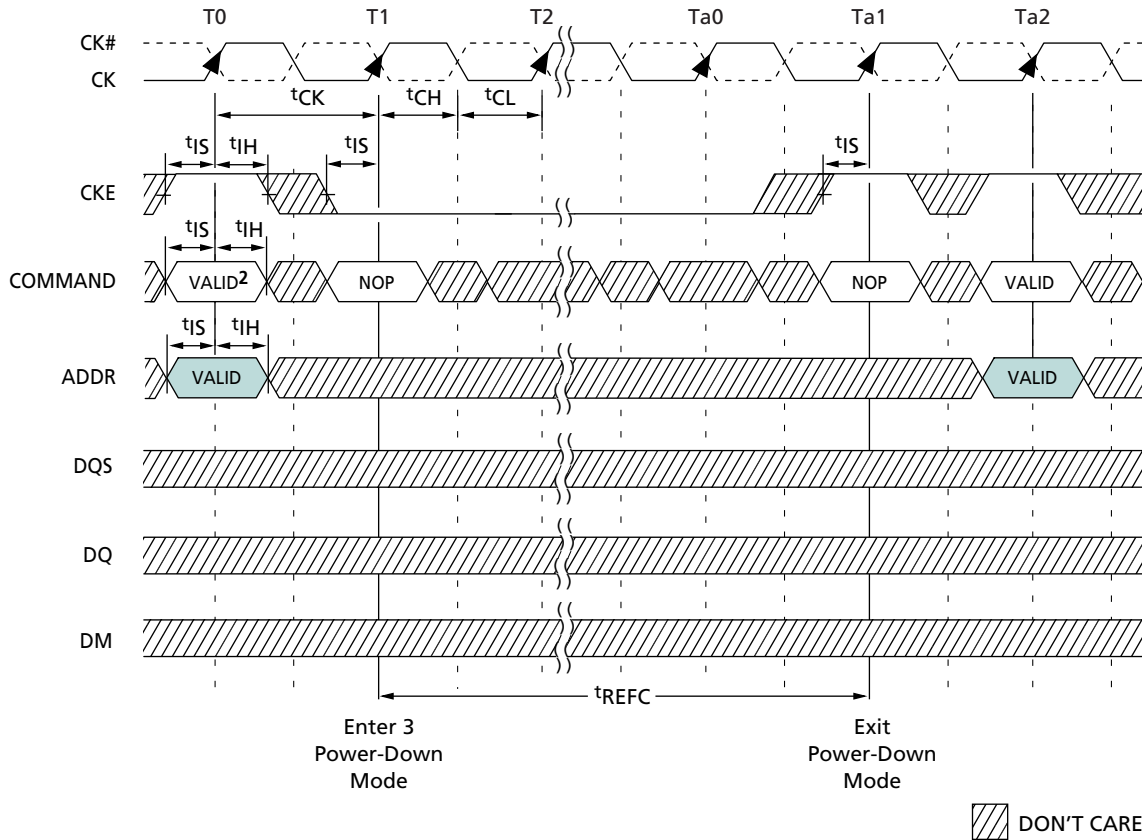 T0 T1 T2 Ta0 Ta1 Ta2
CK#
CK
tCK tCH tCL
tIS tIH tIS tIS
CKE
tIS tIH
COMMAND VALID2 NOP NOP VALID
tIS tIH
ADDR VALID VALID
DQS
DQ
DM
tREFC
Enter 3
Power-Down
Mode
Exit
Power-Down
Mode
DON'T CARE